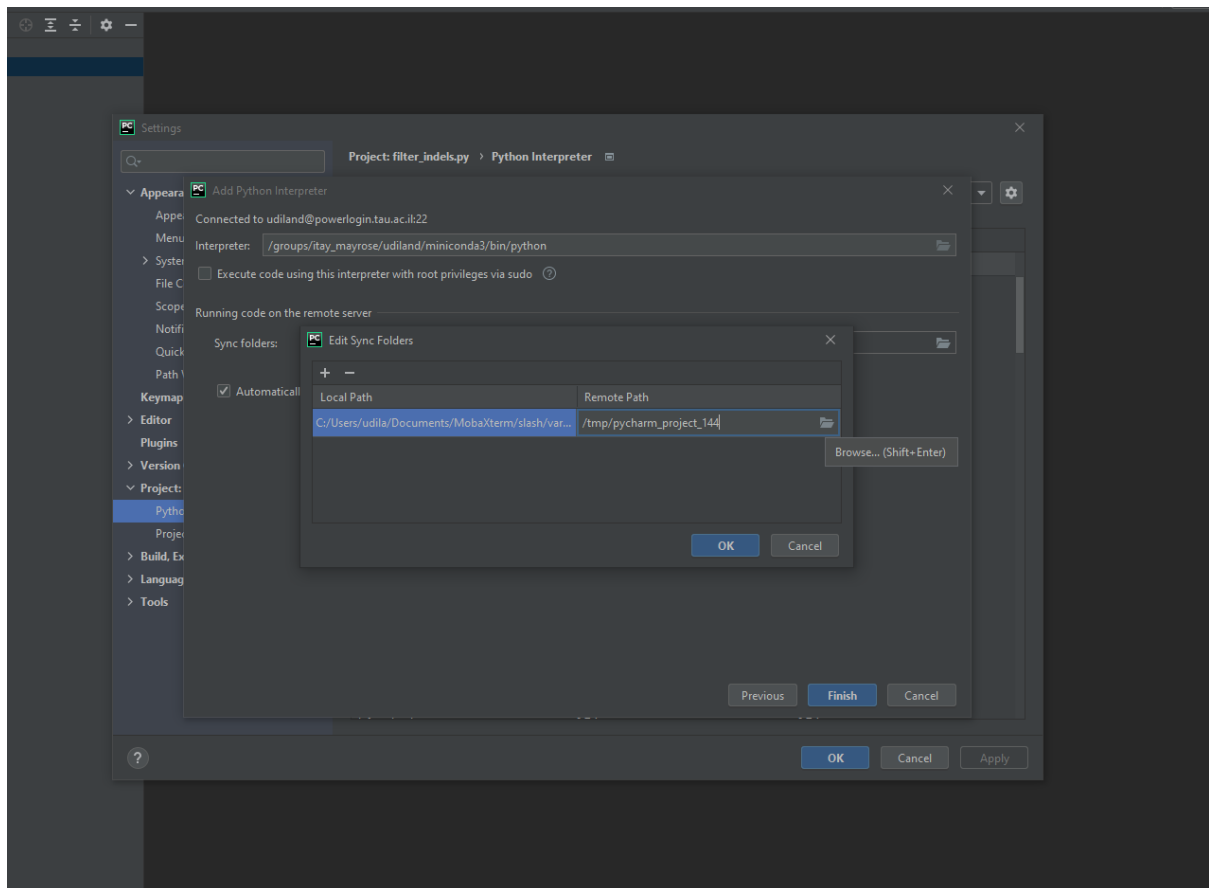 PC Settings
Project: filter_indels.py › Python Interpreter
Appeara
PC Add Python Interpreter
Appe
Connected to udiland@powerlogin.tau.ac.il:22
Menu
Interpreter: /groups/itay_mayrose/udiland/miniconda3/bin/python
Syster
Execute code using this interpreter with root privileges via sudo ?
File C
Scope
Running code on the remote server
Notifi
PC Edit Sync Folders
Sync folders:
Quick
Path V
Automaticall
Keymap
Local Path Remote Path
Editor
C:/Users/udila/Documents/MobaXterm/slash/var... /tmp/pycharm_project_144
Plugins
Browse... (Shift+Enter)
Version
Project:
Pytho
Projec
OK Cancel
Build, Ex
Languag
Tools
Previous Finish Cancel
? OK Cancel Apply